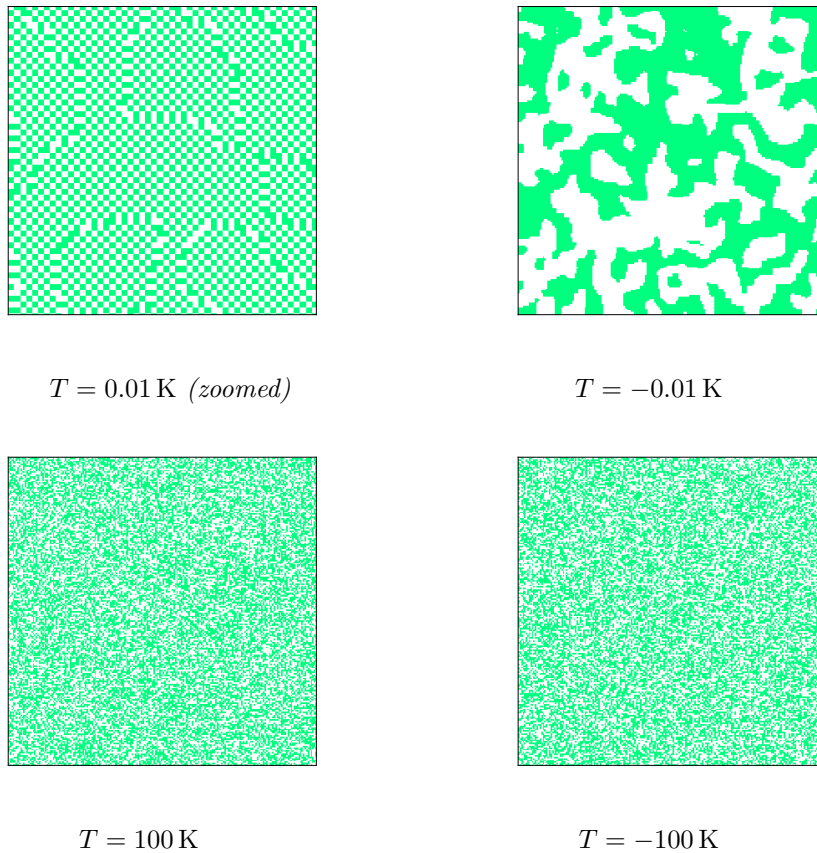 T = 0.01 K (zoomed)
T = −0.01 K
T = 100 K
T = −100 K